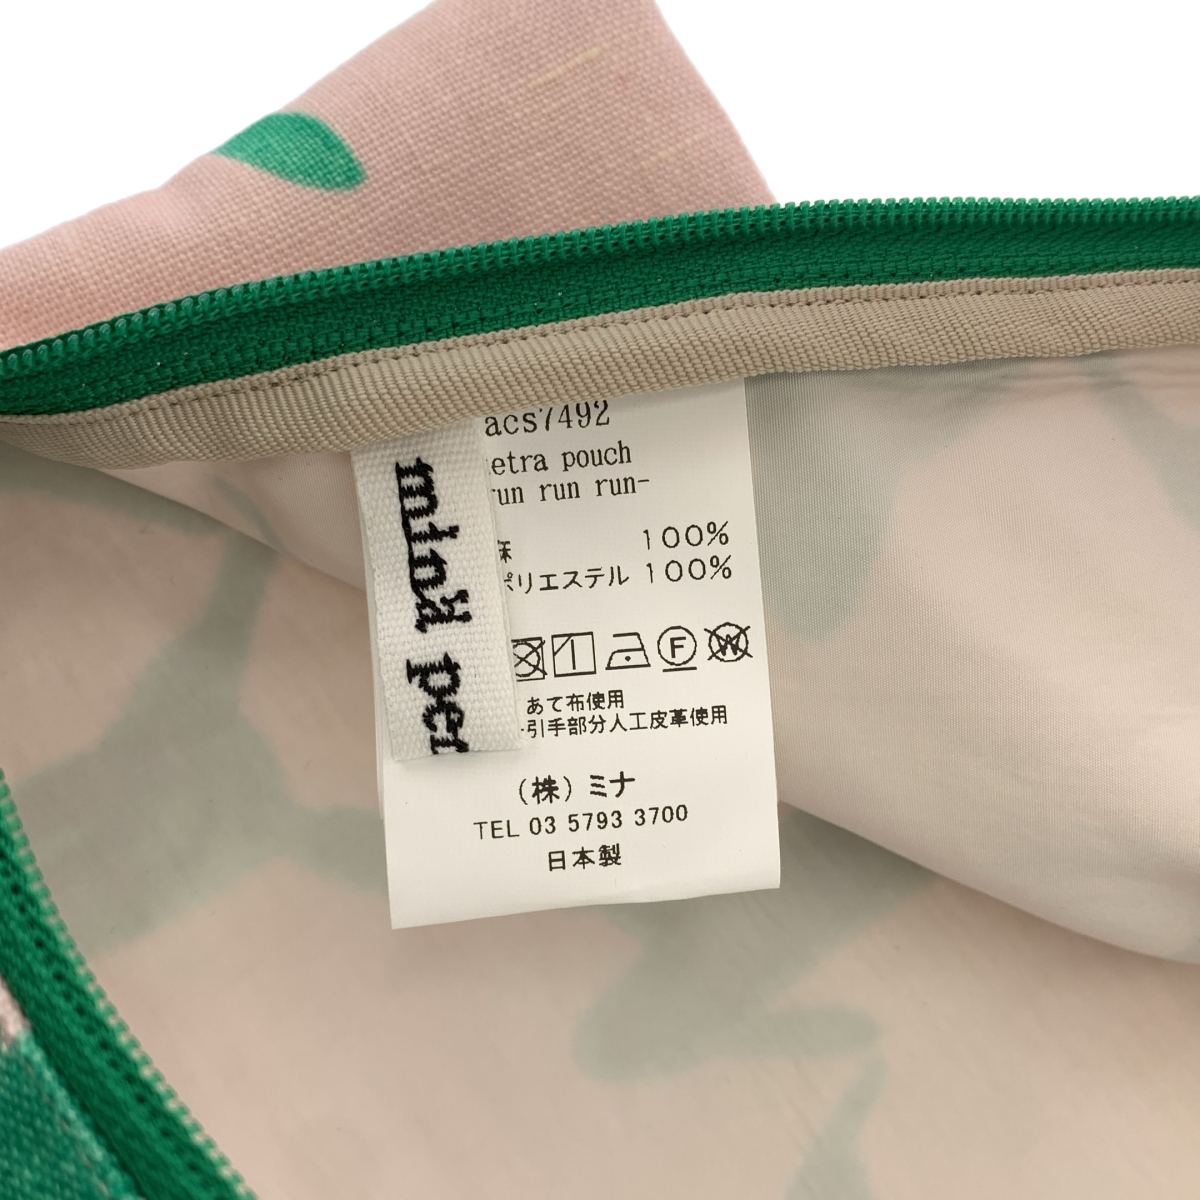 acs7492
etra pouch
run run run-
麻 100%
ポリエステル 100%
F W
あて布使用
引手部分人工皮革使用
(株)ミナ
TEL 03 5793 3700
日本製
minä per